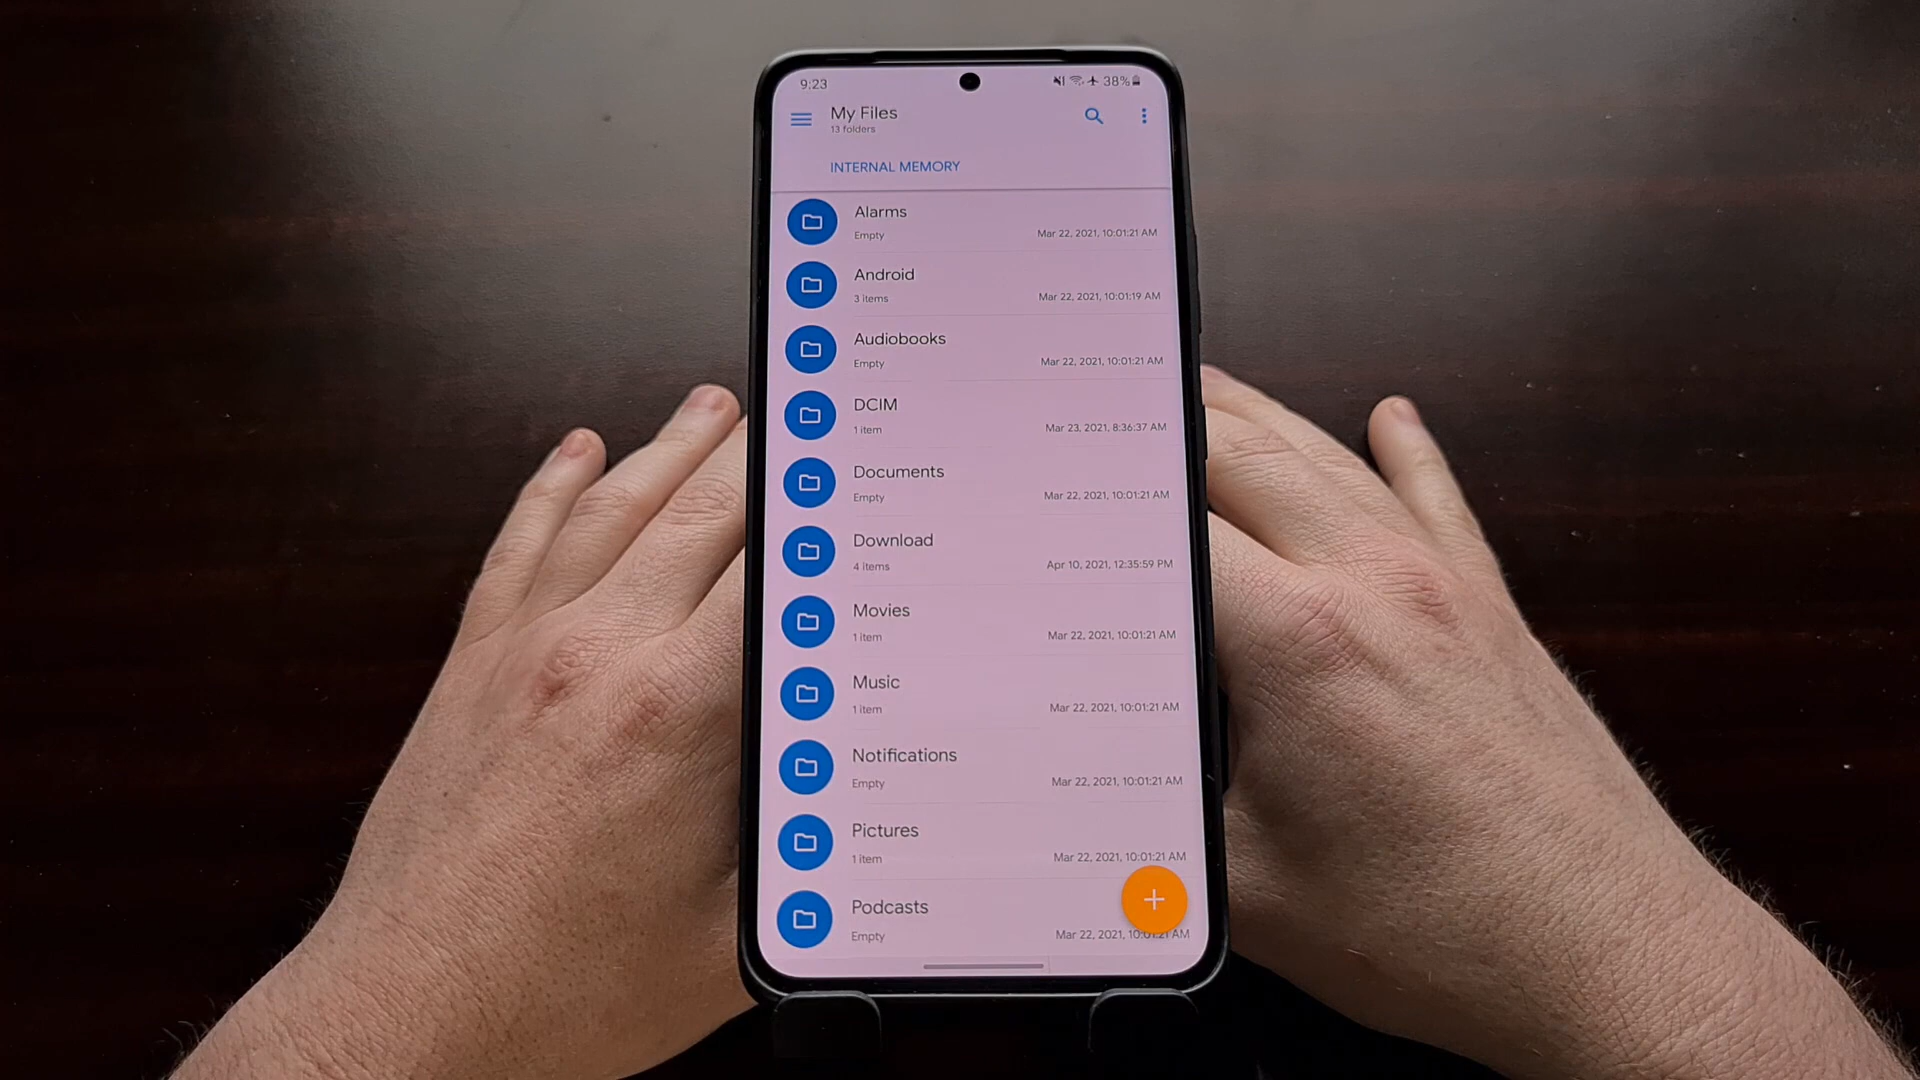 9:23
38%
My Files
13 folders
INTERNAL MEMORY
Alarms
Empty
Mar 22, 2021, 10:01:21 AM
Android
3 items
Mar 22, 2021, 10:01:19 AM
Audiobooks
Empty
Mar 22, 2021, 10:01:21 AM
DCIM
1 item
Mar 23, 2021, 8:36:37 AM
Documents
Empty
Mar 22, 2021, 10:01:21 AM
Download
4 items
Apr 10, 2021, 12:35:59 PM
Movies
1 item
Mar 22, 2021, 10:01:21 AM
Music
1 item
Mar 22, 2021, 10:01:21 AM
Notifications
Empty
Mar 22, 2021, 10:01:21 AM
Pictures
1 item
Mar 22, 2021, 10:01:21 AM
Podcasts
Empty
Mar 22, 2021, 10:01:21 AM